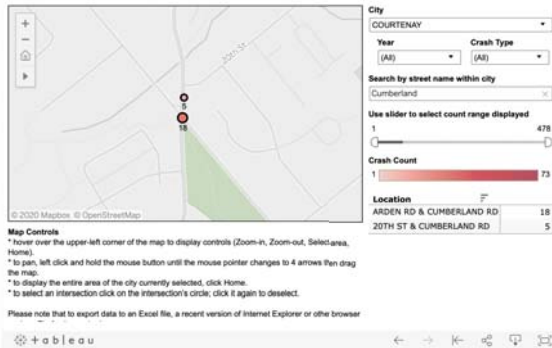 City
COURTENAY
Year
Crash Type
(All)
(All)
Search by street name within city
Cumberland
Use slider to select count range displayed
1
478
Crash Count
1
73
Location
ARDEN RD & CUMBERLAND RD 18
20TH ST & CUMBERLAND RD 5
20th St
5
18
© 2020 Mapbox © OpenStreetMap
Map Controls
* hover over the upper-left corner of the map to display controls (Zoom-in, Zoom-out, Select-area,
Home).
* to pan, left click and hold the mouse button until the mouse pointer changes to 4 arrows then drag
the map.
* to display the entire area of the city currently selected, click Home.
* to select an intersection click on the intersection's circle; click it again to deselect.
Please note that to export data to an Excel file, a recent version of Internet Explorer or othe browser
+ a b l e a u